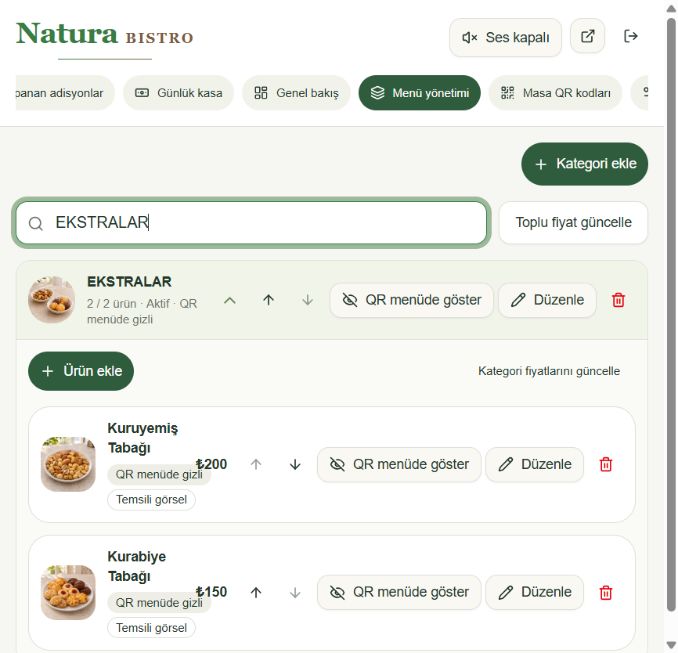 Natura BISTRO
Ses kapalı
panan adisyonlar
Günlük kasa
Genel bakış
Menü yönetimi
Masa QR kodları
+ Kategori ekle
EKSTRALAR
Toplu fiyat güncelle
EKSTRALAR
2 / 2 ürün · Aktif · QR
menüde gizli
QR menüde göster
Düzenle
+ Ürün ekle
Kategori fiyatlarını güncelle
Kuruyemiş
Tabağı
QR menüde gizli
Temsili görsel
₺200
QR menüde göster
Düzenle
Kurabiye
Tabağı
QR menüde gizli
Temsili görsel
₺150
QR menüde göster
Düzenle